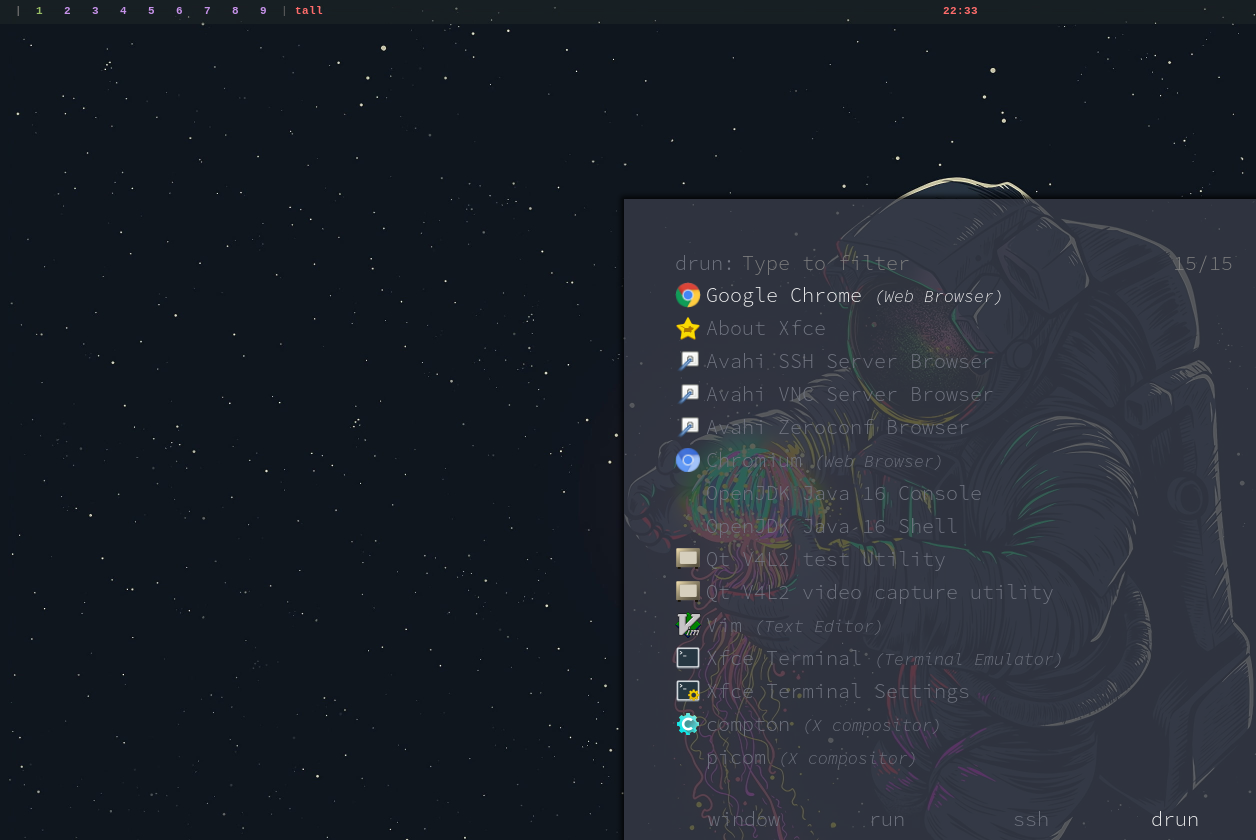 | 1 2 3 4 5 6 7 8 9 | tall 22:33
drun: Type to filter 15/15
Google Chrome (Web Browser)
About Xfce
Avahi SSH Server Browser
Avahi VNC Server Browser
Avahi Zeroconf Browser
Chromium (Web Browser)
OpenJDK Java 16 Console
OpenJDK Java 16 Shell
Qt V4L2 test Utility
Qt V4L2 video capture utility
Vim (Text Editor)
Xfce Terminal (Terminal Emulator)
Xfce Terminal Settings
compton (X compositor)
picom (X compositor)
window run ssh drun